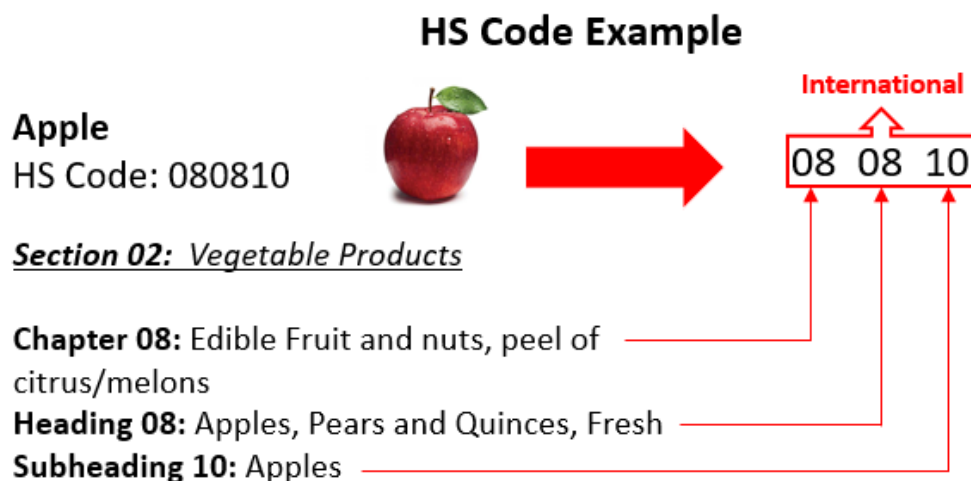 HS Code Example
International
Apple
HS Code: 080810
08 08 10
Section 02: Vegetable Products
Chapter 08: Edible Fruit and nuts, peel of
citrus/melons
Heading 08: Apples, Pears and Quinces, Fresh
Subheading 10: Apples